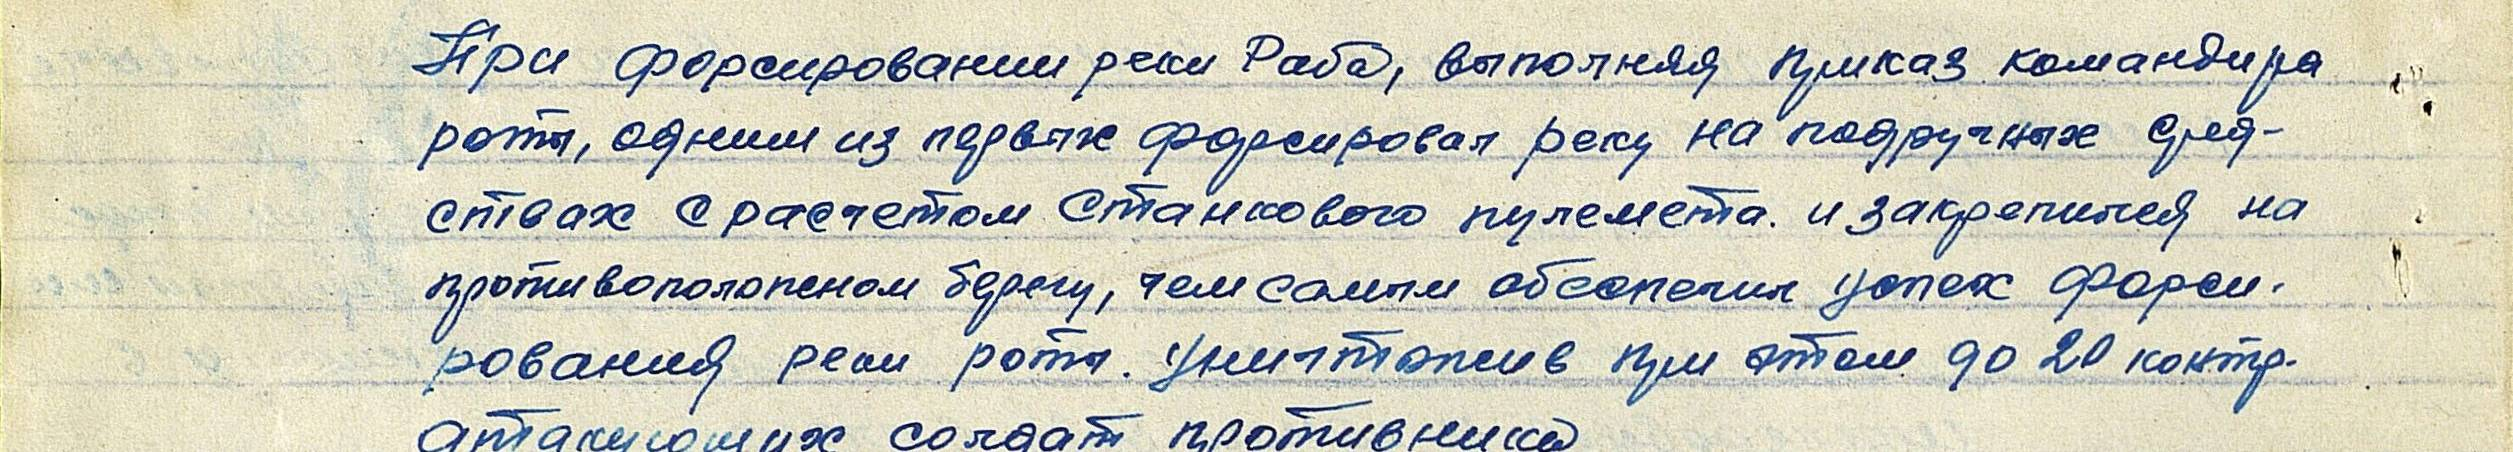 При форсировании реки Раба, выполняя приказ командира
роты, одним из первых форсировал реку на подручных сред-
ствах с расчетом станкового пулемета. и закрепился на
противоположном берегу, тем самым обеспечил успех форси-
рования реки роты. Уничтожив при этом до 20 контр-
атакующих солдат противника